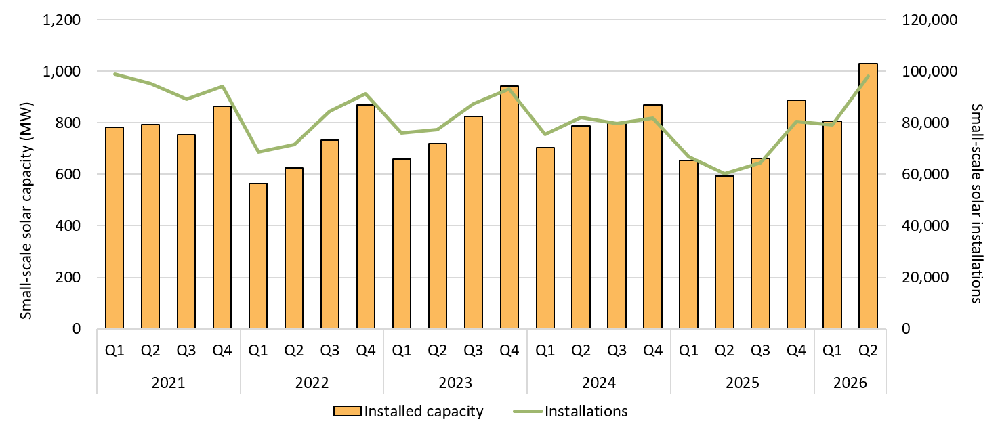 1,200
1,000
800
600
400
200
0
Small-scale solar capacity (MW)
120,000
100,000
80,000
60,000
40,000
20,000
0
Small-scale solar installations
Q1 Q2 Q3 Q4 Q1 Q2 Q3 Q4 Q1 Q2 Q3 Q4 Q1 Q2 Q3 Q4 Q1 Q2 Q3 Q4 Q1 Q2
2021 2022 2023 2024 2025 2026
Installed capacity Installations